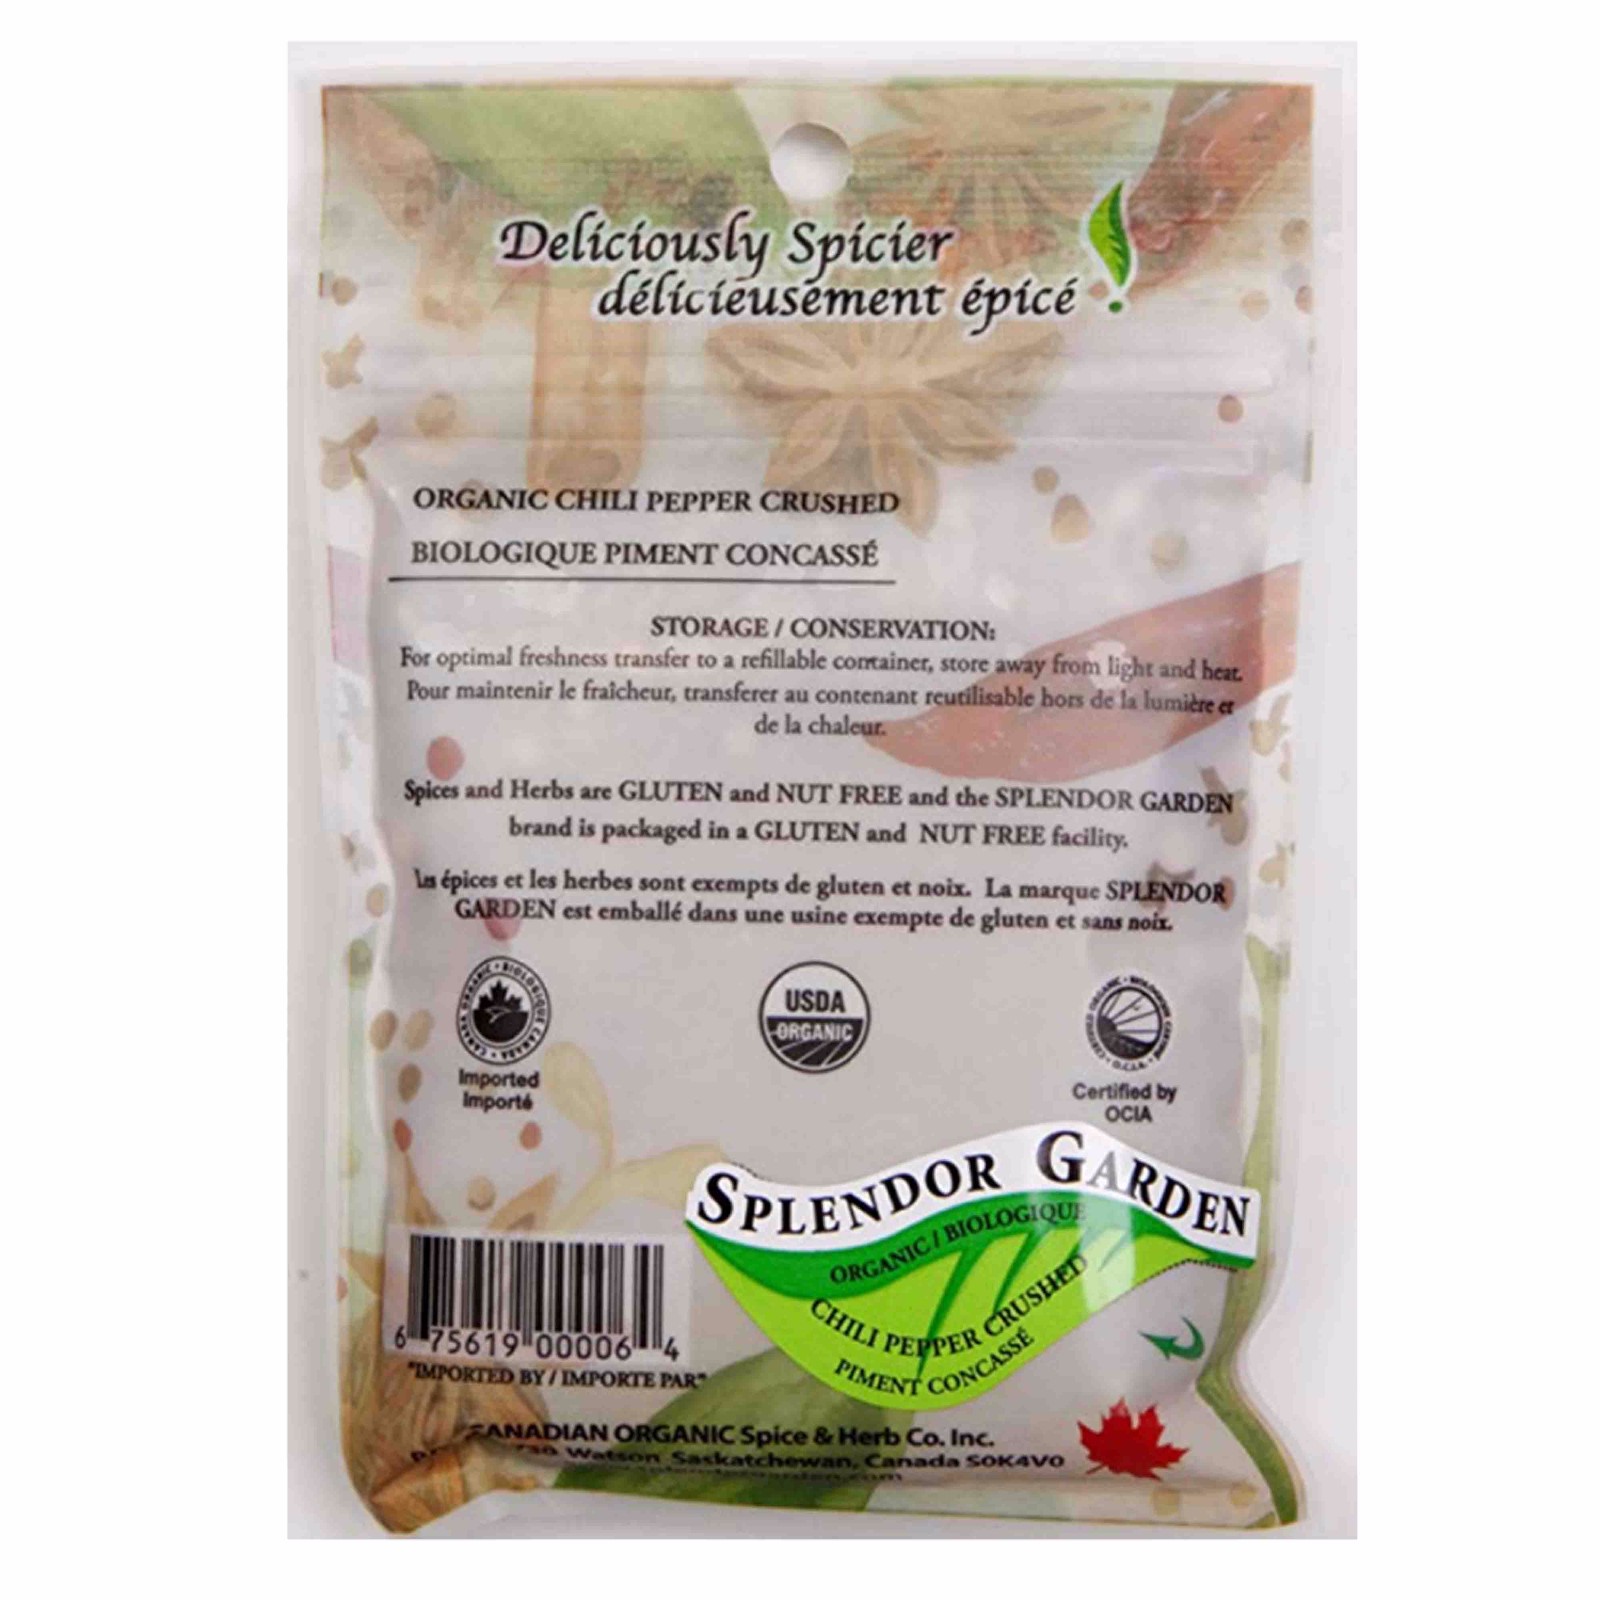 Deliciously Spicier
délicieusement épicé
ORGANIC CHILI PEPPER CRUSHED
BIOLOGIQUE PIMENT CONCASSÉ
STORAGE / CONSERVATION:
For optimal freshness transfer to a refillable container, store away from light and heat.
Pour maintenir le fraîcheur, transferer au contenant reutilisable hors de la lumière et
de la chaleur.
Spices and Herbs are GLUTEN and NUT FREE and the SPLENDOR GARDEN
brand is packaged in a GLUTEN and NUT FREE facility.
Les épices et les herbes sont exempts de gluten et noix. La marque SPLENDOR
GARDEN est emballé dans une usine exempte de gluten et sans noix.
CANADA ORGANIC • BIOLOGIQUE CANADA
Imported
Importé
USDA
ORGANIC
Certified by
OCIA
SPLENDOR GARDEN
ORGANIC / BIOLOGIQUE
CHILI PEPPER CRUSHED
PIMENT CONCASSÉ
6 75619 00006 4
"IMPORTED BY / IMPORTE PAR"
CANADIAN ORGANIC Spice & Herb Co. Inc.
Watson Saskatchewan, Canada S0K4V0